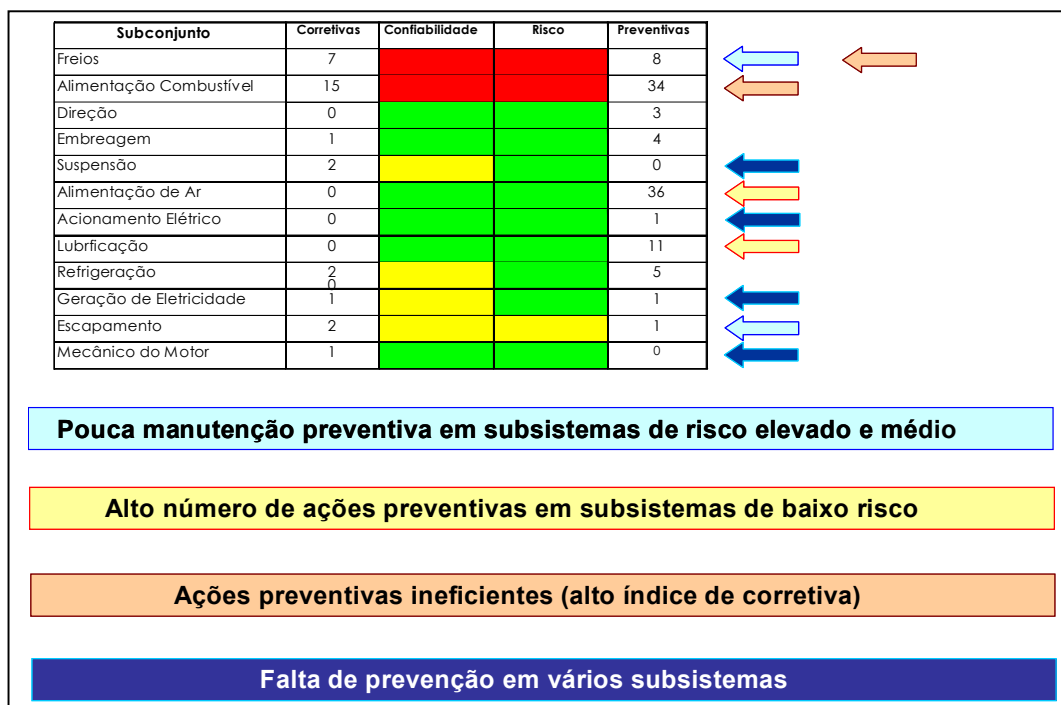 Subconjunto Corretivas Confiabilidade Risco Preventivas
Freios 7 8
Alimentação Combustível 15 34
Direção 0 3
Embreagem 1 4
Suspensão 2 0
Alimentação de Ar 0 36
Acionamento Elétrico 0 1
Lubrficação 0 11
Refrigeração 2 5
0
Geração de Eletricidade 1 1
Escapamento 2 1
Mecânico do Motor 1 0
Pouca manutenção preventiva em subsistemas de risco elevado e médio
Alto número de ações preventivas em subsistemas de baixo risco
Ações preventivas ineficientes (alto índice de corretiva)
Falta de prevenção em vários subsistemas